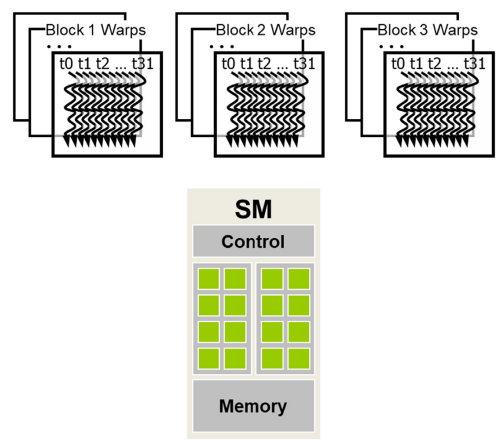 Block 1 Warps
Block 2 Warps
Block 3 Warps
. . .
. . .
. . .
t0 t1 t2 ... t31
t0 t1 t2 ... t31
t0 t1 t2 ... t31
SM
Control
Memory